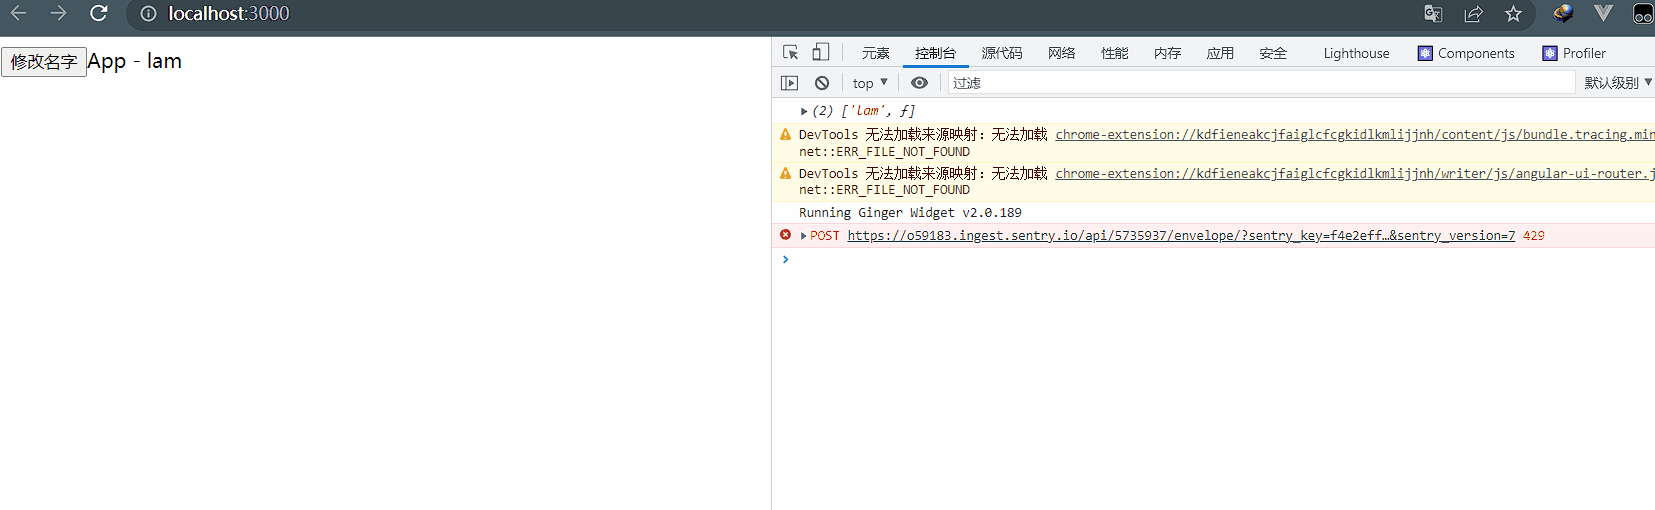 localhost:3000
修改名字App - lam
元素 控制台 源代码 网络 性能 内存 应用 安全 Lighthouse Components Profiler
top 过滤 默认级别
(2) ['lam', ƒ]
DevTools 无法加载来源映射：无法加载 chrome-extension://kdfieneakcjfaiglcfcgkidlkmlijjnh/content/js/bundle.tracing.min
net::ERR_FILE_NOT_FOUND
DevTools 无法加载来源映射：无法加载 chrome-extension://kdfieneakcjfaiglcfcgkidlkmlijjnh/writer/js/angular-ui-router.j
net::ERR_FILE_NOT_FOUND
Running Ginger Widget v2.0.189
POST https://o59183.ingest.sentry.io/api/5735937/envelope/?sentry_key=f4e2eff…&sentry_version=7 429